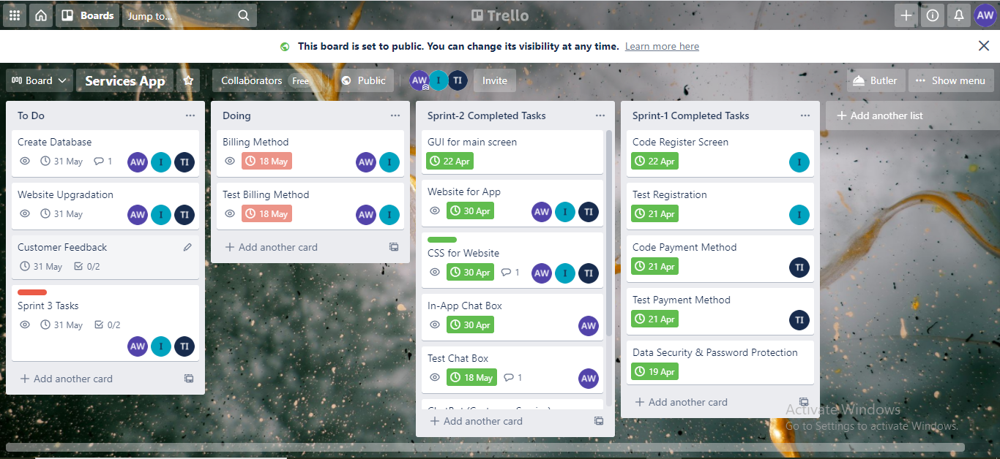 Boards
Jump to...
Trello
AW
This board is set to public. You can change its visibility at any time. Learn more here
Board
Services App
Collaborators
Free
Public
AW
I
TI
Invite
Butler
Show menu
To Do
Create Database
31 May
1
AW
I
TI
Website Upgradation
31 May
AW
I
TI
Customer Feedback
31 May
0/2
Sprint 3 Tasks
31 May
0/2
AW
I
TI
Add another card
Doing
Billing Method
18 May
AW
I
Test Billing Method
18 May
AW
I
Add another card
Sprint-2 Completed Tasks
GUI for main screen
22 Apr
Website for App
30 Apr
AW
I
TI
CSS for Website
30 Apr
1
AW
I
TI
In-App Chat Box
30 Apr
AW
Test Chat Box
18 May
1
AW
Add another card
Sprint-1 Completed Tasks
Code Register Screen
22 Apr
I
Test Registration
21 Apr
I
Code Payment Method
21 Apr
TI
Test Payment Method
21 Apr
TI
Data Security & Password Protection
19 Apr
Add another card
Add another list
Activate Windows
Go to Settings to activate Windows.